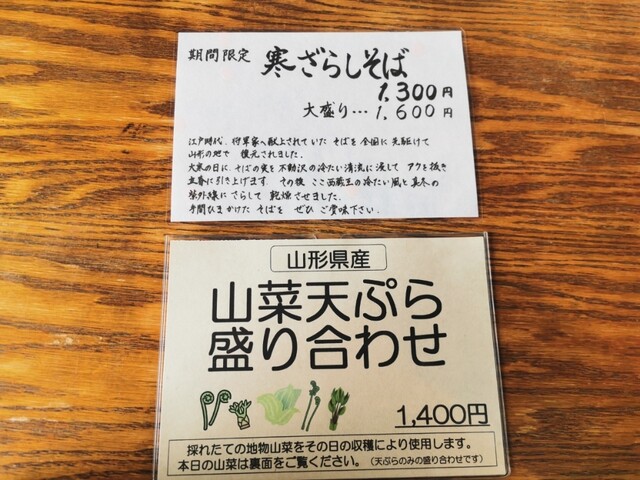 期間限定 寒ざらしそば
1,300円
大盛り…1,600円
江戸時代、将軍家へ献上されていた そばを 全国に 先駆けて
山形の地で 復元されました。
大寒の日に、そばの実を 不動沢の冷たい清流に浸して アクを抜き
立春に引き上げます。その後 ここ西蔵王の冷たい風と真冬の
紫外線に さらして 乾燥させました。
手間ひまかけた そばを ぜひ ご賞味下さい。
山形県産
山菜天ぷら
盛り合わせ
1,400円
採れたての地物山菜をその日の収穫により使用します。
本日の山菜は裏面をご覧ください。(天ぷらのみの盛り合わせです)